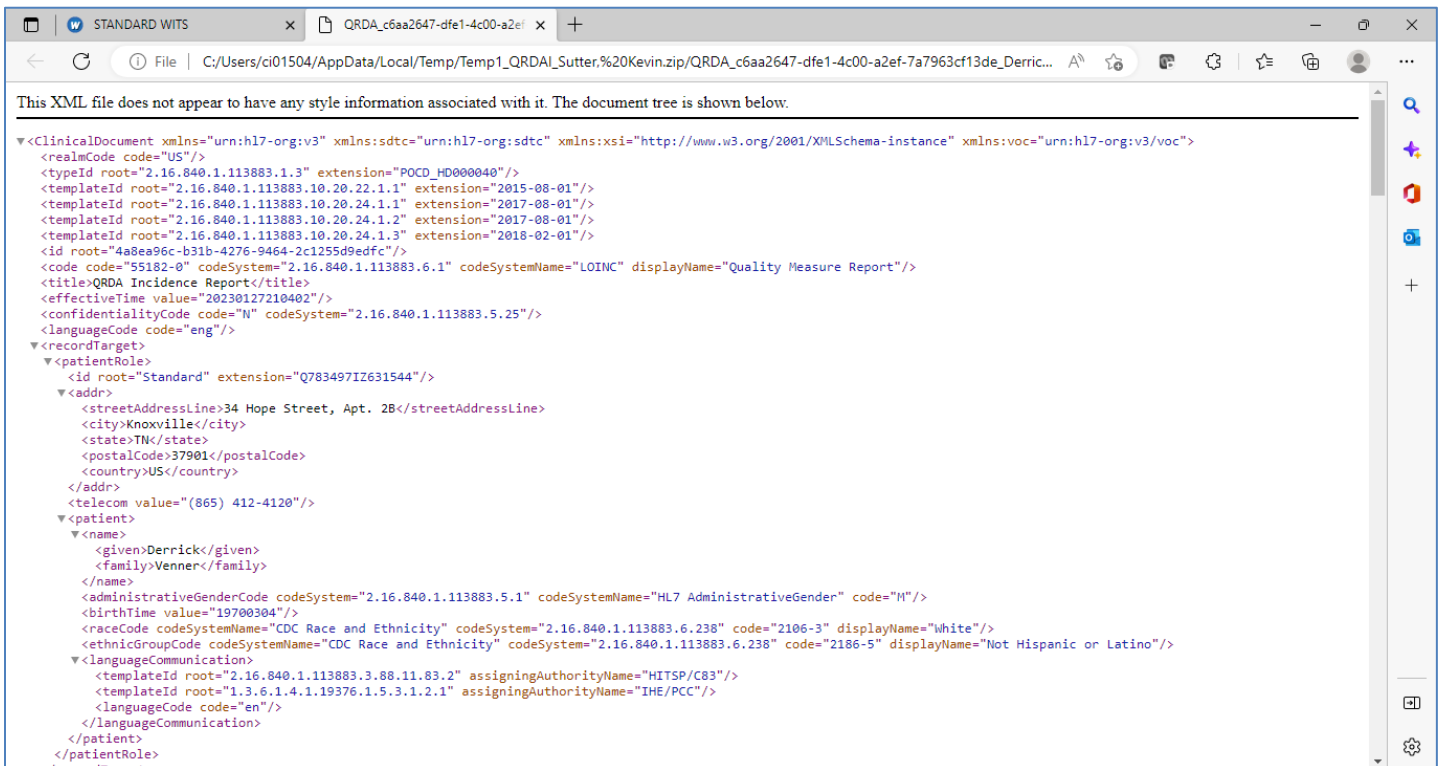 STANDARD WITS
QRDA_c6aa2647-dfe1-4c00-a2ef
File
C:/Users/ci01504/AppData/Local/Temp/Temp1_QRDAI_Sutter,%20Kevin.zip/QRDA_c6aa2647-dfe1-4c00-a2ef-7a7963cf13de_Derric...
This XML file does not appear to have any style information associated with it. The document tree is shown below.
▼<ClinicalDocument xmlns="urn:hl7-org:v3" xmlns:sdtc="urn:hl7-org:sdtc" xmlns:xsi="http://www.w3.org/2001/XMLSchema-instance" xmlns:voc="urn:hl7-org:v3/voc">
<realmCode code="US"/>
<typeId root="2.16.840.1.113883.1.3" extension="POCD_HD000040"/>
<templateId root="2.16.840.1.113883.10.20.22.1.1" extension="2015-08-01"/>
<templateId root="2.16.840.1.113883.10.20.24.1.1" extension="2017-08-01"/>
<templateId root="2.16.840.1.113883.10.20.24.1.2" extension="2017-08-01"/>
<templateId root="2.16.840.1.113883.10.20.24.1.3" extension="2018-02-01"/>
<id root="4a8ea96c-b31b-4276-9464-2c1255d9edfc"/>
<code code="55182-0" codeSystem="2.16.840.1.113883.6.1" codeSystemName="LOINC" displayName="Quality Measure Report"/>
<title>QRDA Incidence Report</title>
<effectiveTime value="20230127210402"/>
<confidentialityCode code="N" codeSystem="2.16.840.1.113883.5.25"/>
<languageCode code="eng"/>
▼<recordTarget>
▼<patientRole>
<id root="Standard" extension="Q783497IZ631544"/>
▼<addr>
<streetAddressLine>34 Hope Street, Apt. 2B</streetAddressLine>
<city>Knoxville</city>
<state>TN</state>
<postalCode>37901</postalCode>
<country>US</country>
</addr>
<telecom value="(865) 412-4120"/>
▼<patient>
▼<name>
<given>Derrick</given>
<family>Venner</family>
</name>
<administrativeGenderCode codeSystem="2.16.840.1.113883.5.1" codeSystemName="HL7 AdministrativeGender" code="M"/>
<birthTime value="19700304"/>
<raceCode codeSystemName="CDC Race and Ethnicity" codeSystem="2.16.840.1.113883.6.238" code="2106-3" displayName="White"/>
<ethnicGroupCode codeSystemName="CDC Race and Ethnicity" codeSystem="2.16.840.1.113883.6.238" code="2186-5" displayName="Not Hispanic or Latino"/>
▼<languageCommunication>
<templateId root="2.16.840.1.113883.3.88.11.83.2" assigningAuthorityName="HITSP/C83"/>
<templateId root="1.3.6.1.4.1.19376.1.5.3.1.2.1" assigningAuthorityName="IHE/PCC"/>
<languageCode code="en"/>
</languageCommunication>
</patient>
</patientRole>